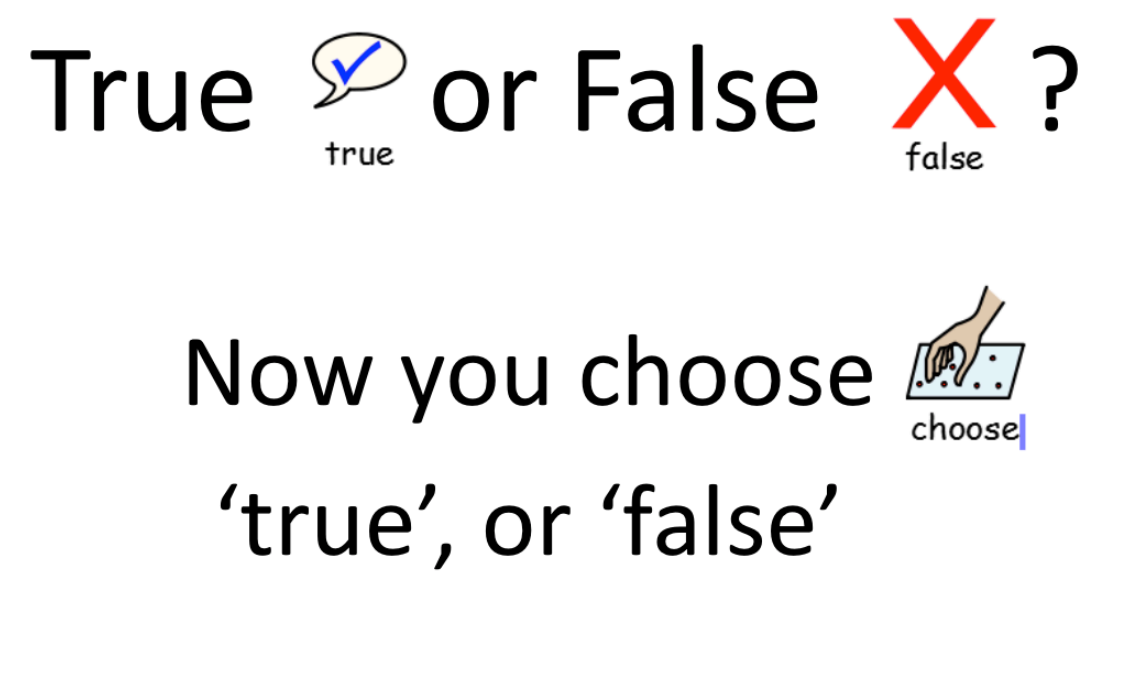 True or False ?
true false
Now you choose
choose
‘true’, or ‘false’